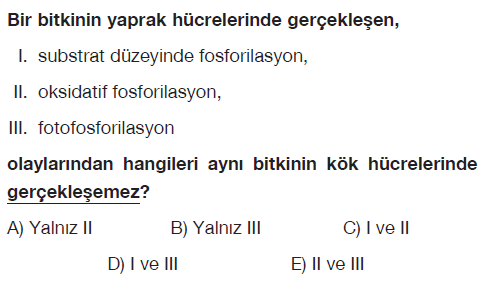 Bir bitkinin yaprak hücrelerinde gerçekleşen,
I. substrat düzeyinde fosforilasyon,
II. oksidatif fosforilasyon,
III. fotofosforilasyon
olaylarından hangileri aynı bitkinin kök hücrelerinde
gerçekleşemez?
A) Yalnız II B) Yalnız III C) I ve II
D) I ve III E) II ve III